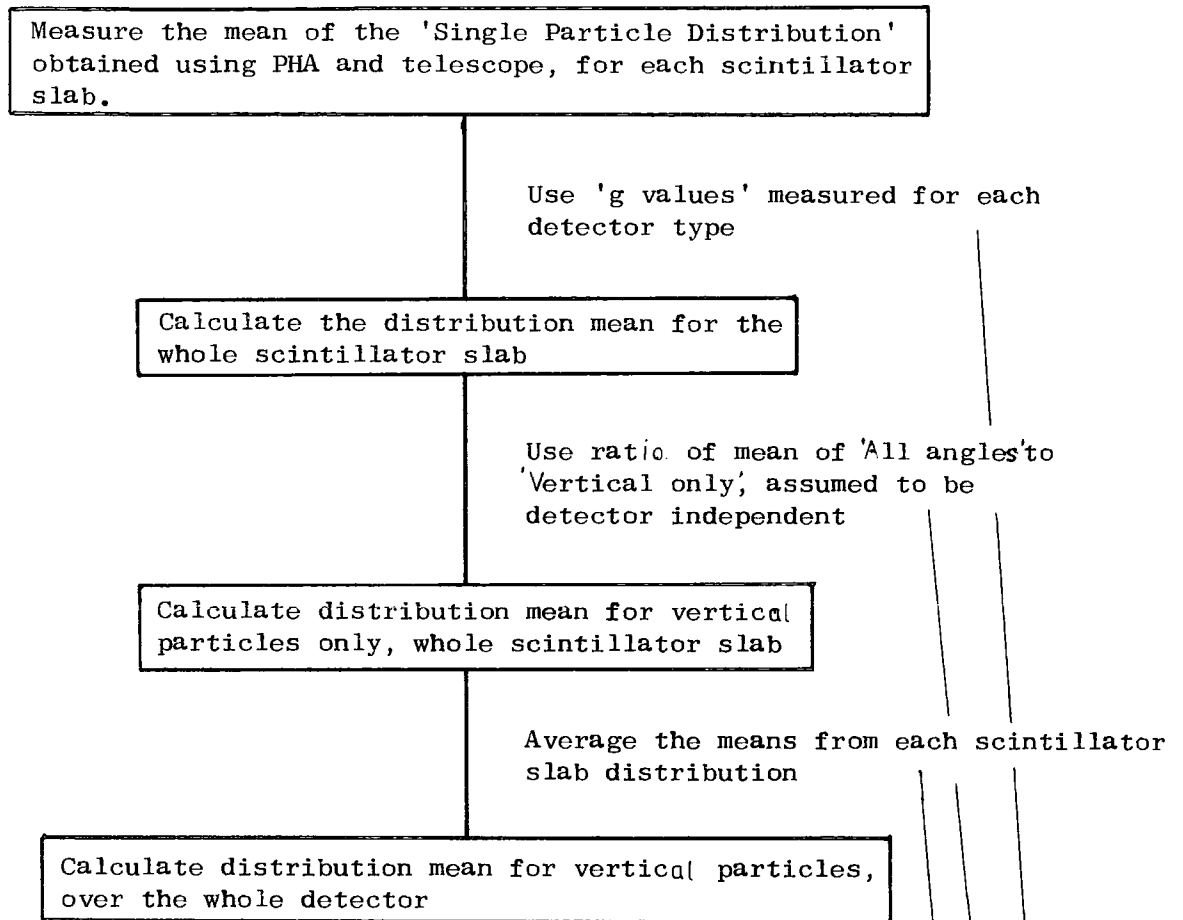 Measure the mean of the 'Single Particle Distribution'
obtained using PHA and telescope, for each scintillator
slab.
Use 'g values' measured for each
detector type
Calculate the distribution mean for the
whole scintillator slab
Use ratio of mean of 'All angles' to
'Vertical only', assumed to be
detector independent
Calculate distribution mean for vertical
particles only, whole scintillator slab
Average the means from each scintillator
slab distribution
Calculate distribution mean for vertical particles,
over the whole detector